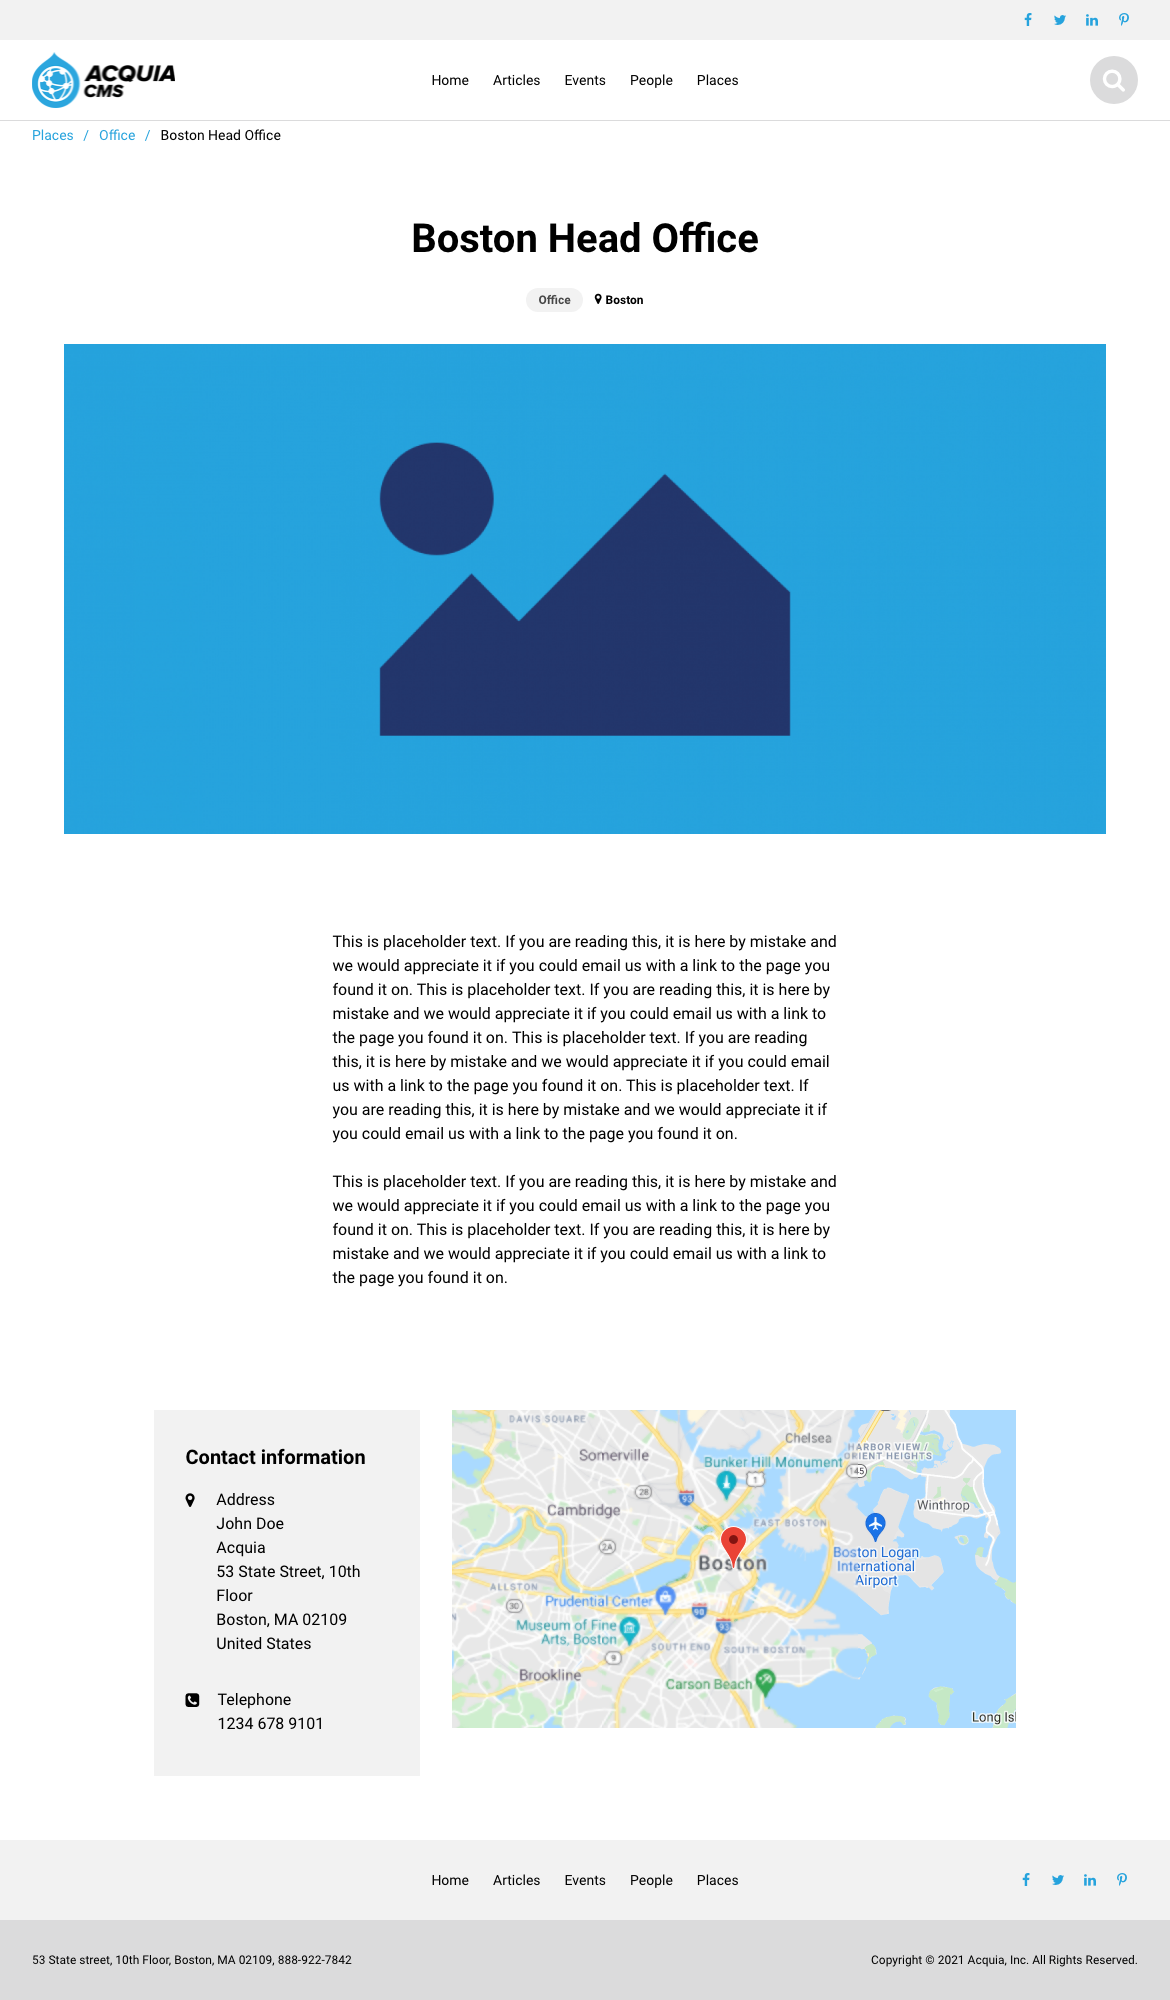 ACQUIA
CMS
Home Articles Events People Places
Places / Office / Boston Head Office
Boston Head Office
Office Boston
This is placeholder text. If you are reading this, it is here by mistake and
we would appreciate it if you could email us with a link to the page you
found it on. This is placeholder text. If you are reading this, it is here by
mistake and we would appreciate it if you could email us with a link to
the page you found it on. This is placeholder text. If you are reading
this, it is here by mistake and we would appreciate it if you could email
us with a link to the page you found it on. This is placeholder text. If
you are reading this, it is here by mistake and we would appreciate it if
you could email us with a link to the page you found it on.
This is placeholder text. If you are reading this, it is here by mistake and
we would appreciate it if you could email us with a link to the page you
found it on. This is placeholder text. If you are reading this, it is here by
mistake and we would appreciate it if you could email us with a link to
the page you found it on.
Contact information
Address
John Doe
Acquia
53 State Street, 10th
Floor
Boston, MA 02109
United States
Telephone
1234 678 9101
DAVIS SQUARE
Somerville
Chelsea
HARBOR VIEW /
ORIENT HEIGHTS
Bunker Hill Monument
1
145
28
93
Winthrop
Cambridge
EAST BOSTON
2A
Boston
Boston Logan
International
Airport
ALLSTON
30
Prudential Center
90
93
Museum of Fine
Arts, Boston
SOUTH END
SOUTH BOSTON
9
Brookline
Carson Beach
Long Isl
Home Articles Events People Places
53 State street, 10th Floor, Boston, MA 02109, 888-922-7842
Copyright © 2021 Acquia, Inc. All Rights Reserved.